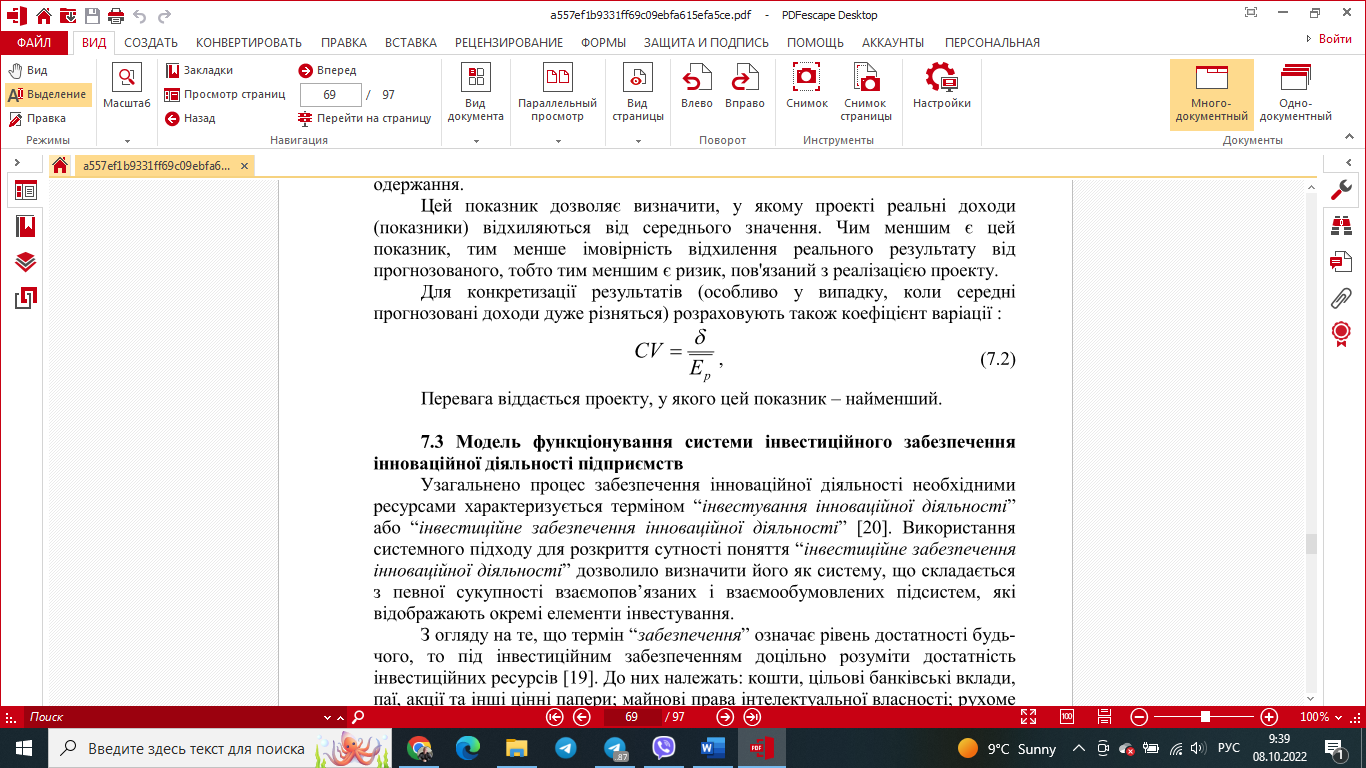 a557ef1b9331ff69c09ebfa615efa5ce.pdf - PDFescape Desktop
ФАЙЛ ВИД СОЗДАТЬ КОНВЕРТИРОВАТЬ ПРАВКА ВСТАВКА РЕЦЕНЗИРОВАНИЕ ФОРМЫ ЗАЩИТА И ПОДПИСЬ ПОМОЩЬ АККАУНТЫ ПЕРСОНАЛЬНАЯ Войти
Вид
Выделение
Правка
Режимы
Масштаб
Закладки
Просмотр страниц
Назад
Вперед
69 / 97
Перейти на страницу
Навигация
Вид
документа
Параллельный
просмотр
Вид
страницы
Влево Вправо
Поворот
Снимок
Снимок
страницы
Инструменты
Настройки
Много-
документный
Одно-
документный
Документы
a557ef1b9331ff69c09ebfa6...
одержання.
Цей показник дозволяє визначити, у якому проекті реальні доходи
(показники) відхиляються від середнього значення. Чим меншим є цей
показник, тим менше імовірність відхилення реального результату від
прогнозованого, тобто тим меншим є ризик, пов'язаний з реалізацією проекту.
Для конкретизації результатів (особливо у випадку, коли середні
прогнозовані доходи дуже різняться) розраховують також коефіцієнт варіації :
CV = δ / E_p , (7.2)
Перевага віддається проекту, у якого цей показник – найменший.
7.3 Модель функціонування системи інвестиційного забезпечення
інноваційної діяльності підприємств
Узагальнено процес забезпечення інноваційної діяльності необхідними
ресурсами характеризується терміном “інвестування інноваційної діяльності”
або “інвестиційне забезпечення інноваційної діяльності” [20]. Використання
системного підходу для розкриття сутності поняття “інвестиційне забезпечення
інноваційної діяльності” дозволило визначити його як систему, що складається
з певної сукупності взаємопов’язаних і взаємообумовлених підсистем, які
відображають окремі елементи інвестування.
З огляду на те, що термін “забезпечення” означає рівень достатності будь-
чого, то під інвестиційним забезпеченням доцільно розуміти достатність
інвестиційних ресурсів [19]. До них належать: кошти, цільові банківські вклади,
паї, акції та інші цінні папери; майнові права інтелектуальної власності; рухоме
Поиск
69 / 97
100
100%
Введите здесь текст для поиска
87
W
PDF
9°C Sunny
РУС
9:39
08.10.2022
1